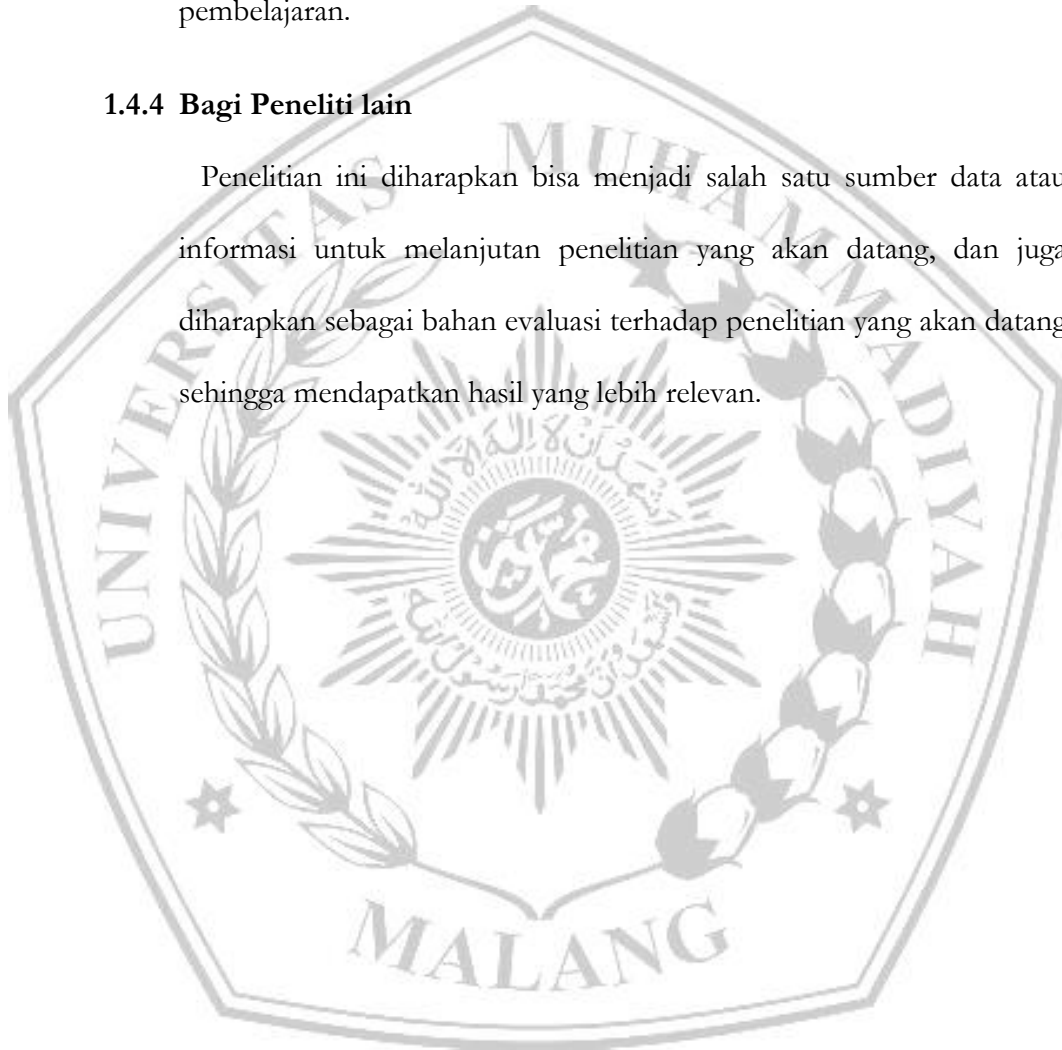 pembelajaran.
1.4.4 Bagi Peneliti lain
Penelitian ini diharapkan bisa menjadi salah satu sumber data atau
informasi untuk melanjutan penelitian yang akan datang, dan juga
diharapkan sebagai bahan evaluasi terhadap penelitian yang akan datang
sehingga mendapatkan hasil yang lebih relevan.
UNIVERSITAS MUHAMMADIYAH
MALANG